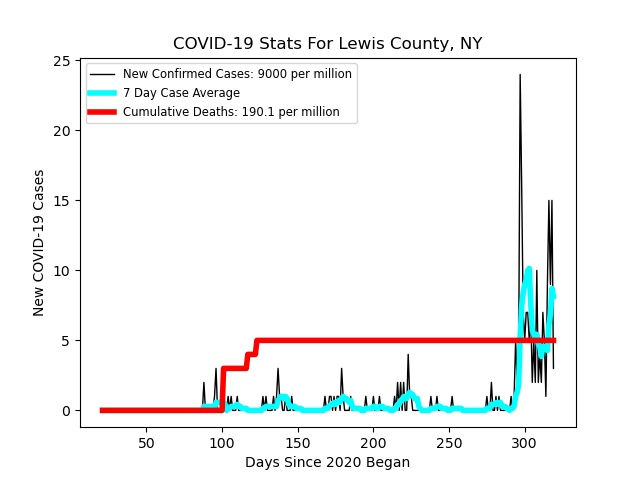 COVID-19 Stats For Lewis County, NY
New Confirmed Cases: 9000 per million
7 Day Case Average
Cumulative Deaths: 190.1 per million
25
20
15
10
5
0
New COVID-19 Cases
50 100 150 200 250 300
Days Since 2020 Began